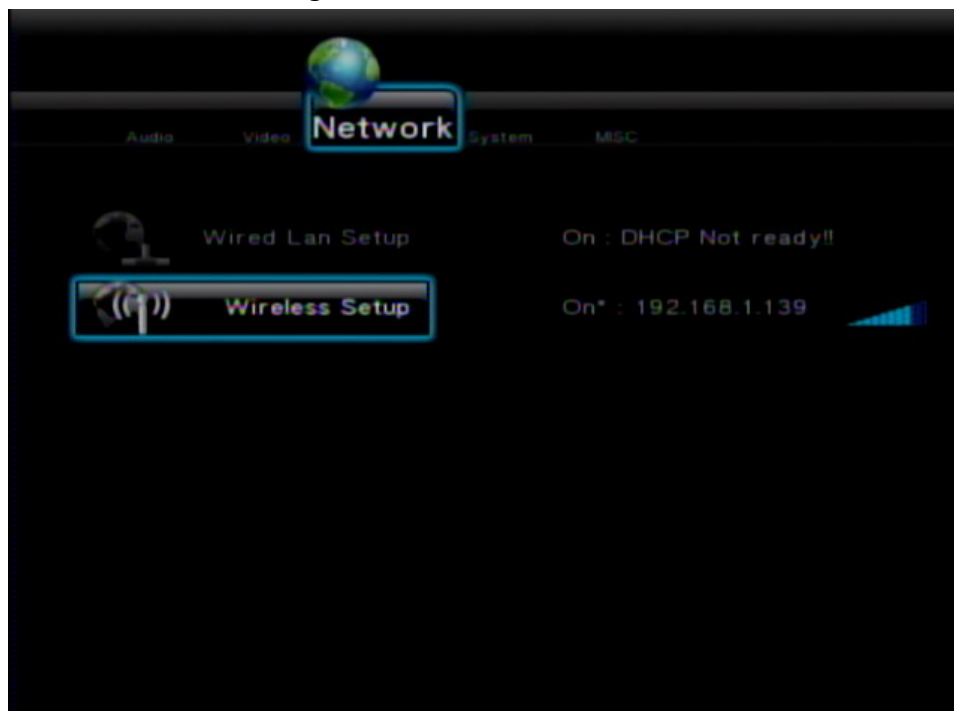 Audio Video Network System MISC
Wired Lan Setup On : DHCP Not ready!!
Wireless Setup On* : 192.168.1.139